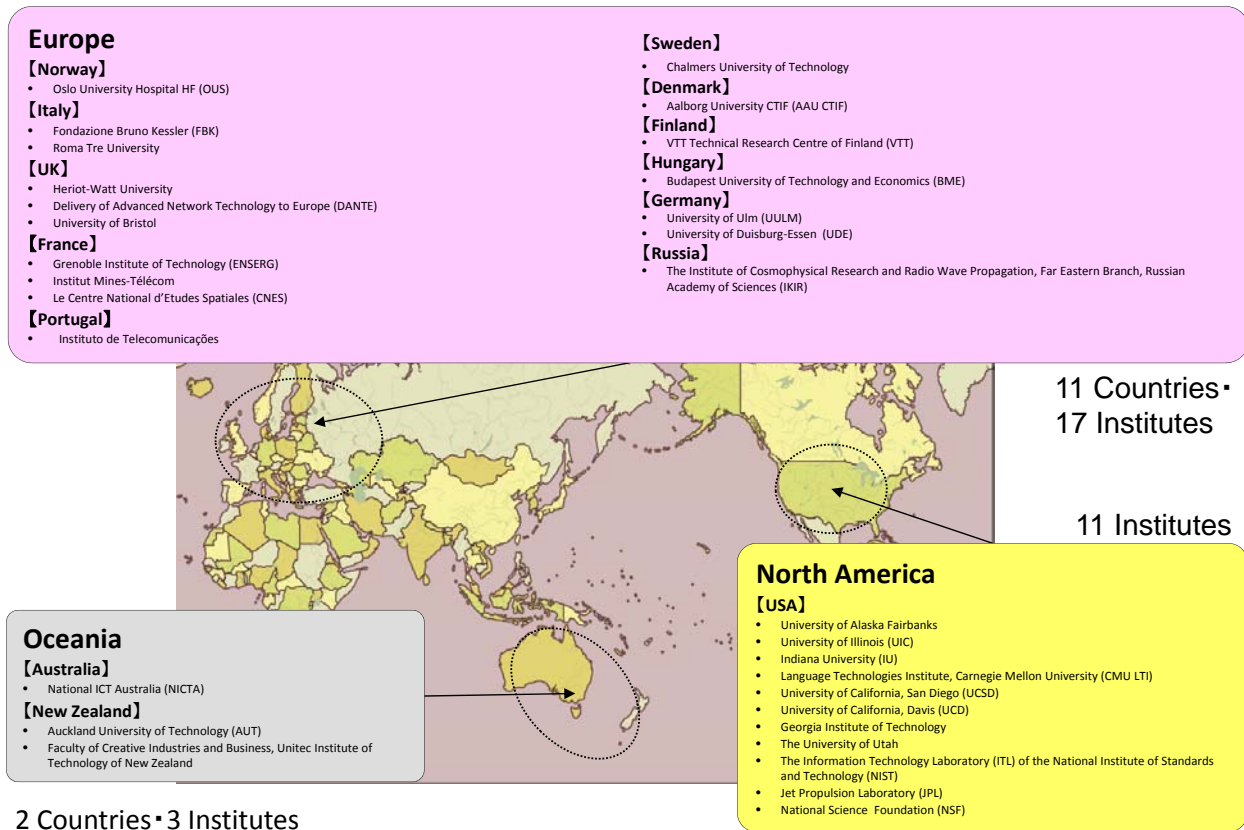 Europe
【Norway】
• Oslo University Hospital HF (OUS)
【Italy】
• Fondazione Bruno Kessler (FBK)
• Roma Tre University
【UK】
• Heriot-Watt University
• Delivery of Advanced Network Technology to Europe (DANTE)
• University of Bristol
【France】
• Grenoble Institute of Technology (ENSERG)
• Institut Mines-Télécom
• Le Centre National d’Etudes Spatiales (CNES)
【Portugal】
• Instituto de Telecomunicações
【Sweden】
• Chalmers University of Technology
【Denmark】
• Aalborg University CTIF (AAU CTIF)
【Finland】
• VTT Technical Research Centre of Finland (VTT)
【Hungary】
• Budapest University of Technology and Economics (BME)
【Germany】
• University of Ulm (UULM)
• University of Duisburg-Essen (UDE)
【Russia】
• The Institute of Cosmophysical Research and Radio Wave Propagation, Far Eastern Branch, Russian
Academy of Sciences (IKIR)
11 Countries・
17 Institutes
11 Institutes
North America
【USA】
• University of Alaska Fairbanks
• University of Illinois (UIC)
• Indiana University (IU)
• Language Technologies Institute, Carnegie Mellon University (CMU LTI)
• University of California, San Diego (UCSD)
• University of California, Davis (UCD)
• Georgia Institute of Technology
• The University of Utah
• The Information Technology Laboratory (ITL) of the National Institute of Standards
and Technology (NIST)
• Jet Propulsion Laboratory (JPL)
• National Science Foundation (NSF)
Oceania
【Australia】
• National ICT Australia (NICTA)
【New Zealand】
• Auckland University of Technology (AUT)
• Faculty of Creative Industries and Business, Unitec Institute of
Technology of New Zealand
2 Countries・3 Institutes